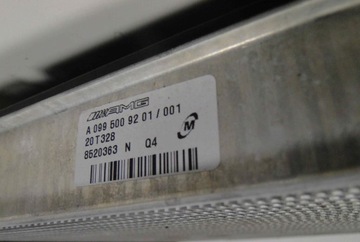 AMG
A 099 500 92 01 / 001
20T328
8520363 N Q4
M